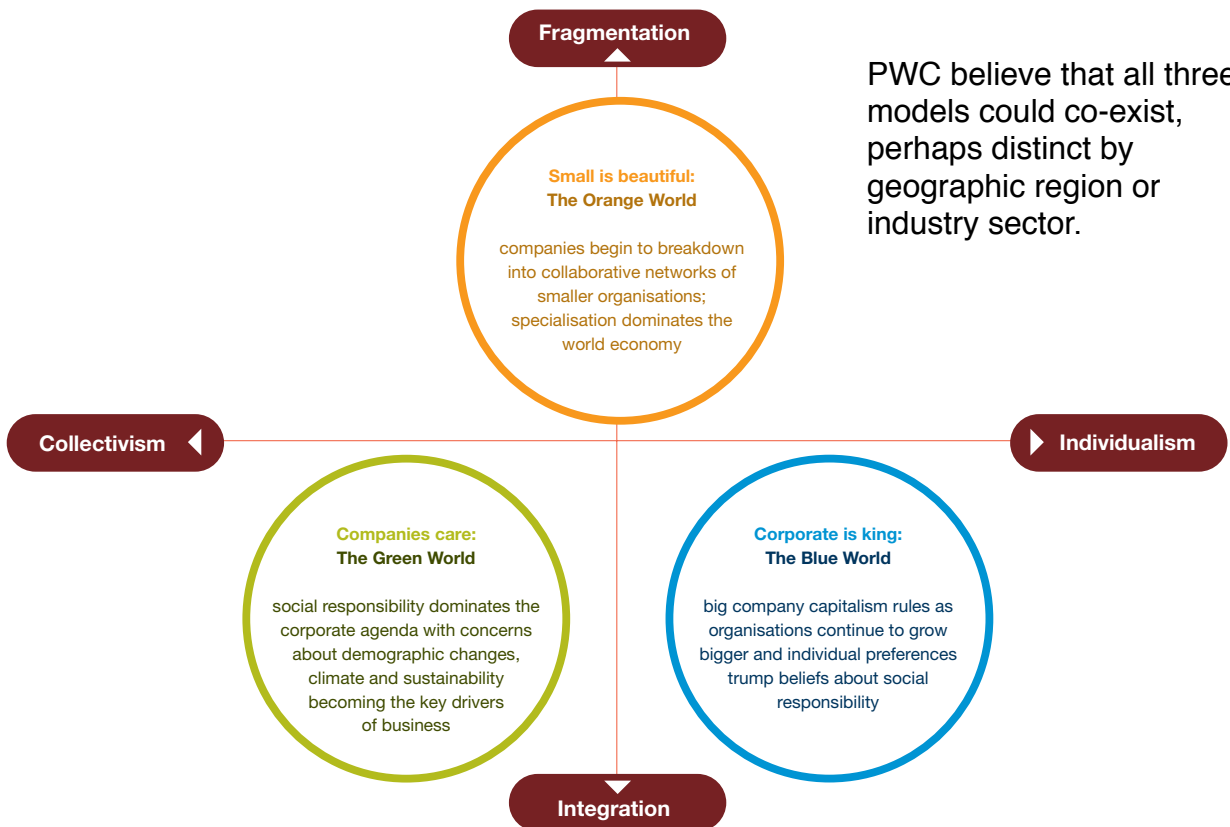 Fragmentation
PWC believe that all three
models could co-exist,
perhaps distinct by
geographic region or
industry sector.
Small is beautiful:
The Orange World
companies begin to breakdown
into collaborative networks of
smaller organisations;
specialisation dominates the
world economy
Collectivism
Individualism
Companies care:
The Green World
social responsibility dominates the
corporate agenda with concerns
about demographic changes,
climate and sustainability
becoming the key drivers
of business
Corporate is king:
The Blue World
big company capitalism rules as
organisations continue to grow
bigger and individual preferences
trump beliefs about social
responsibility
Integration